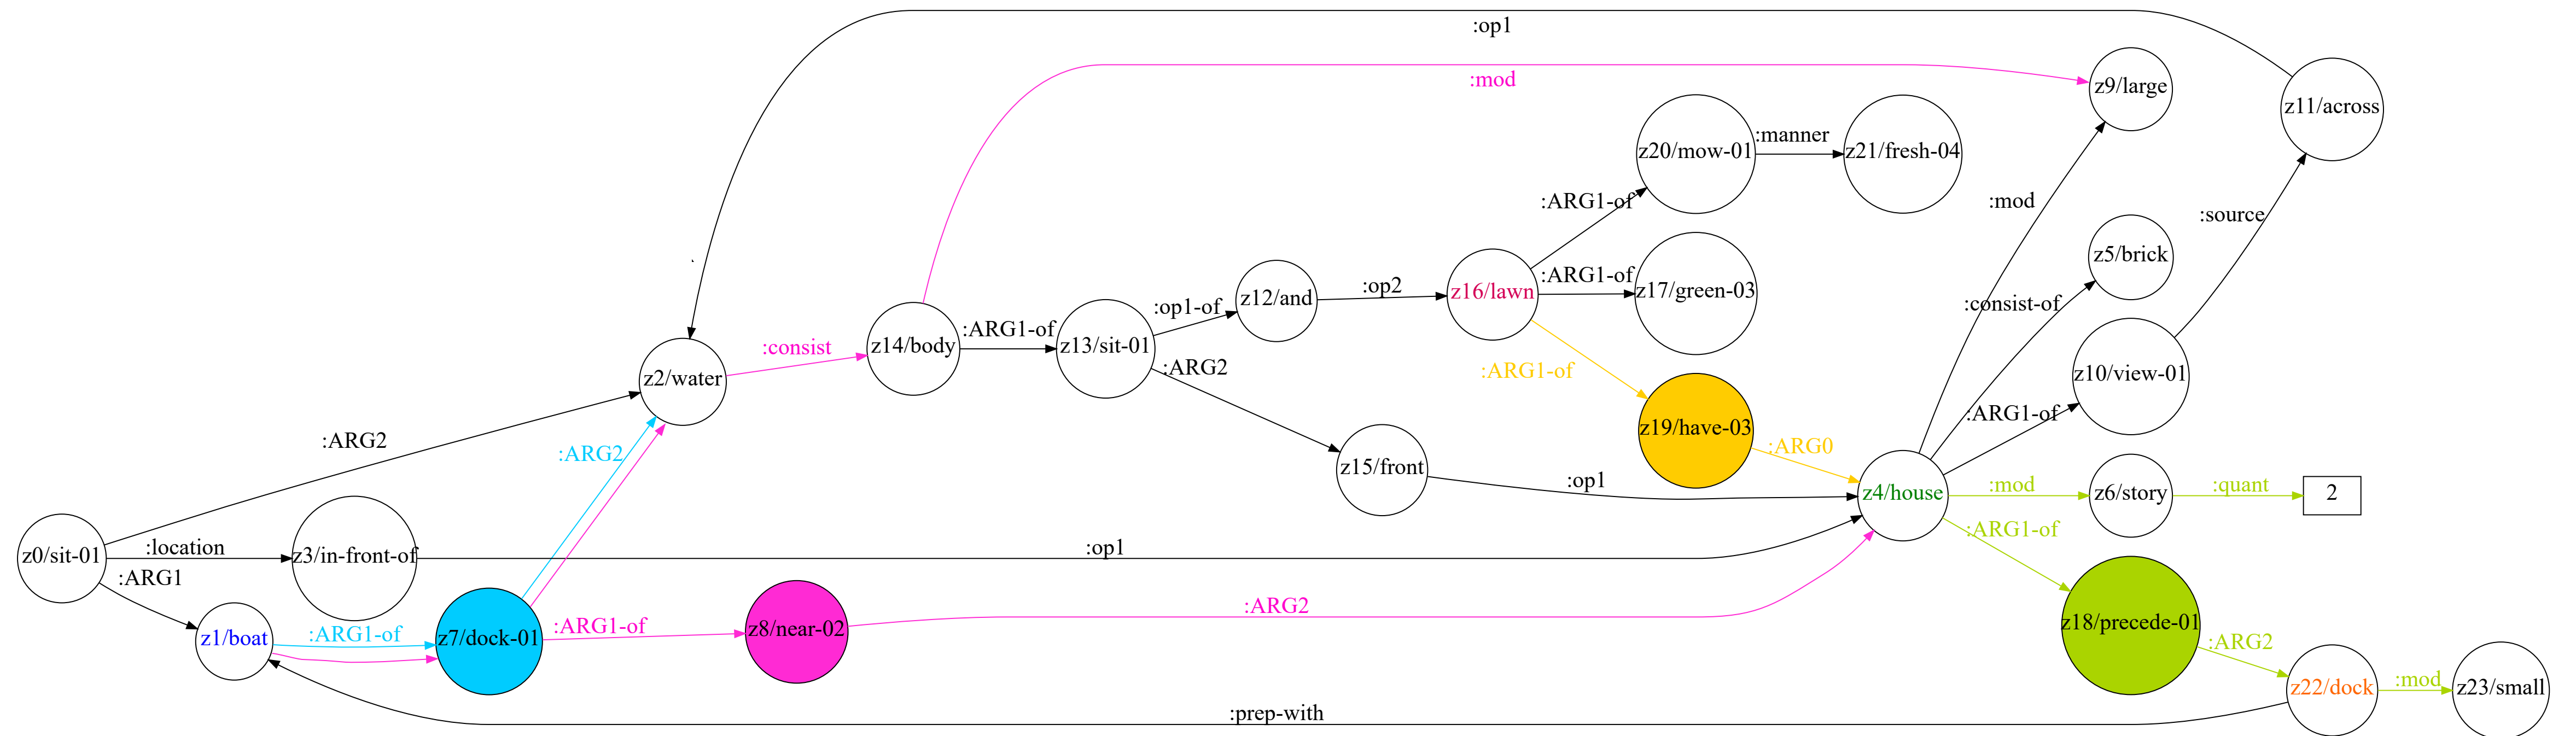 :op1
:mod
z9/large
z11/across
z20/mow-01
:manner
z21/fresh-04
:ARG1-of
:mod
:source
z5/brick
z16/lawn
:ARG1-of
z17/green-03
:op1-of
z12/and
:op2
:consist-of
:consist
z14/body
:ARG1-of
z13/sit-01
:ARG2
z2/water
:ARG1-of
z10/view-01
z19/have-03
:ARG0
:ARG1-of
:ARG2
:ARG2
z15/front
:op1
z4/house
:mod
z6/story
:quant
2
:ARG1-of
z0/sit-01
:location
z3/in-front-of
:op1
:ARG1
z1/boat
:ARG1-of
z7/dock-01
:ARG1-of
z8/near-02
:ARG2
z18/precede-01
:ARG2
z22/dock
:mod
z23/small
:prep-with